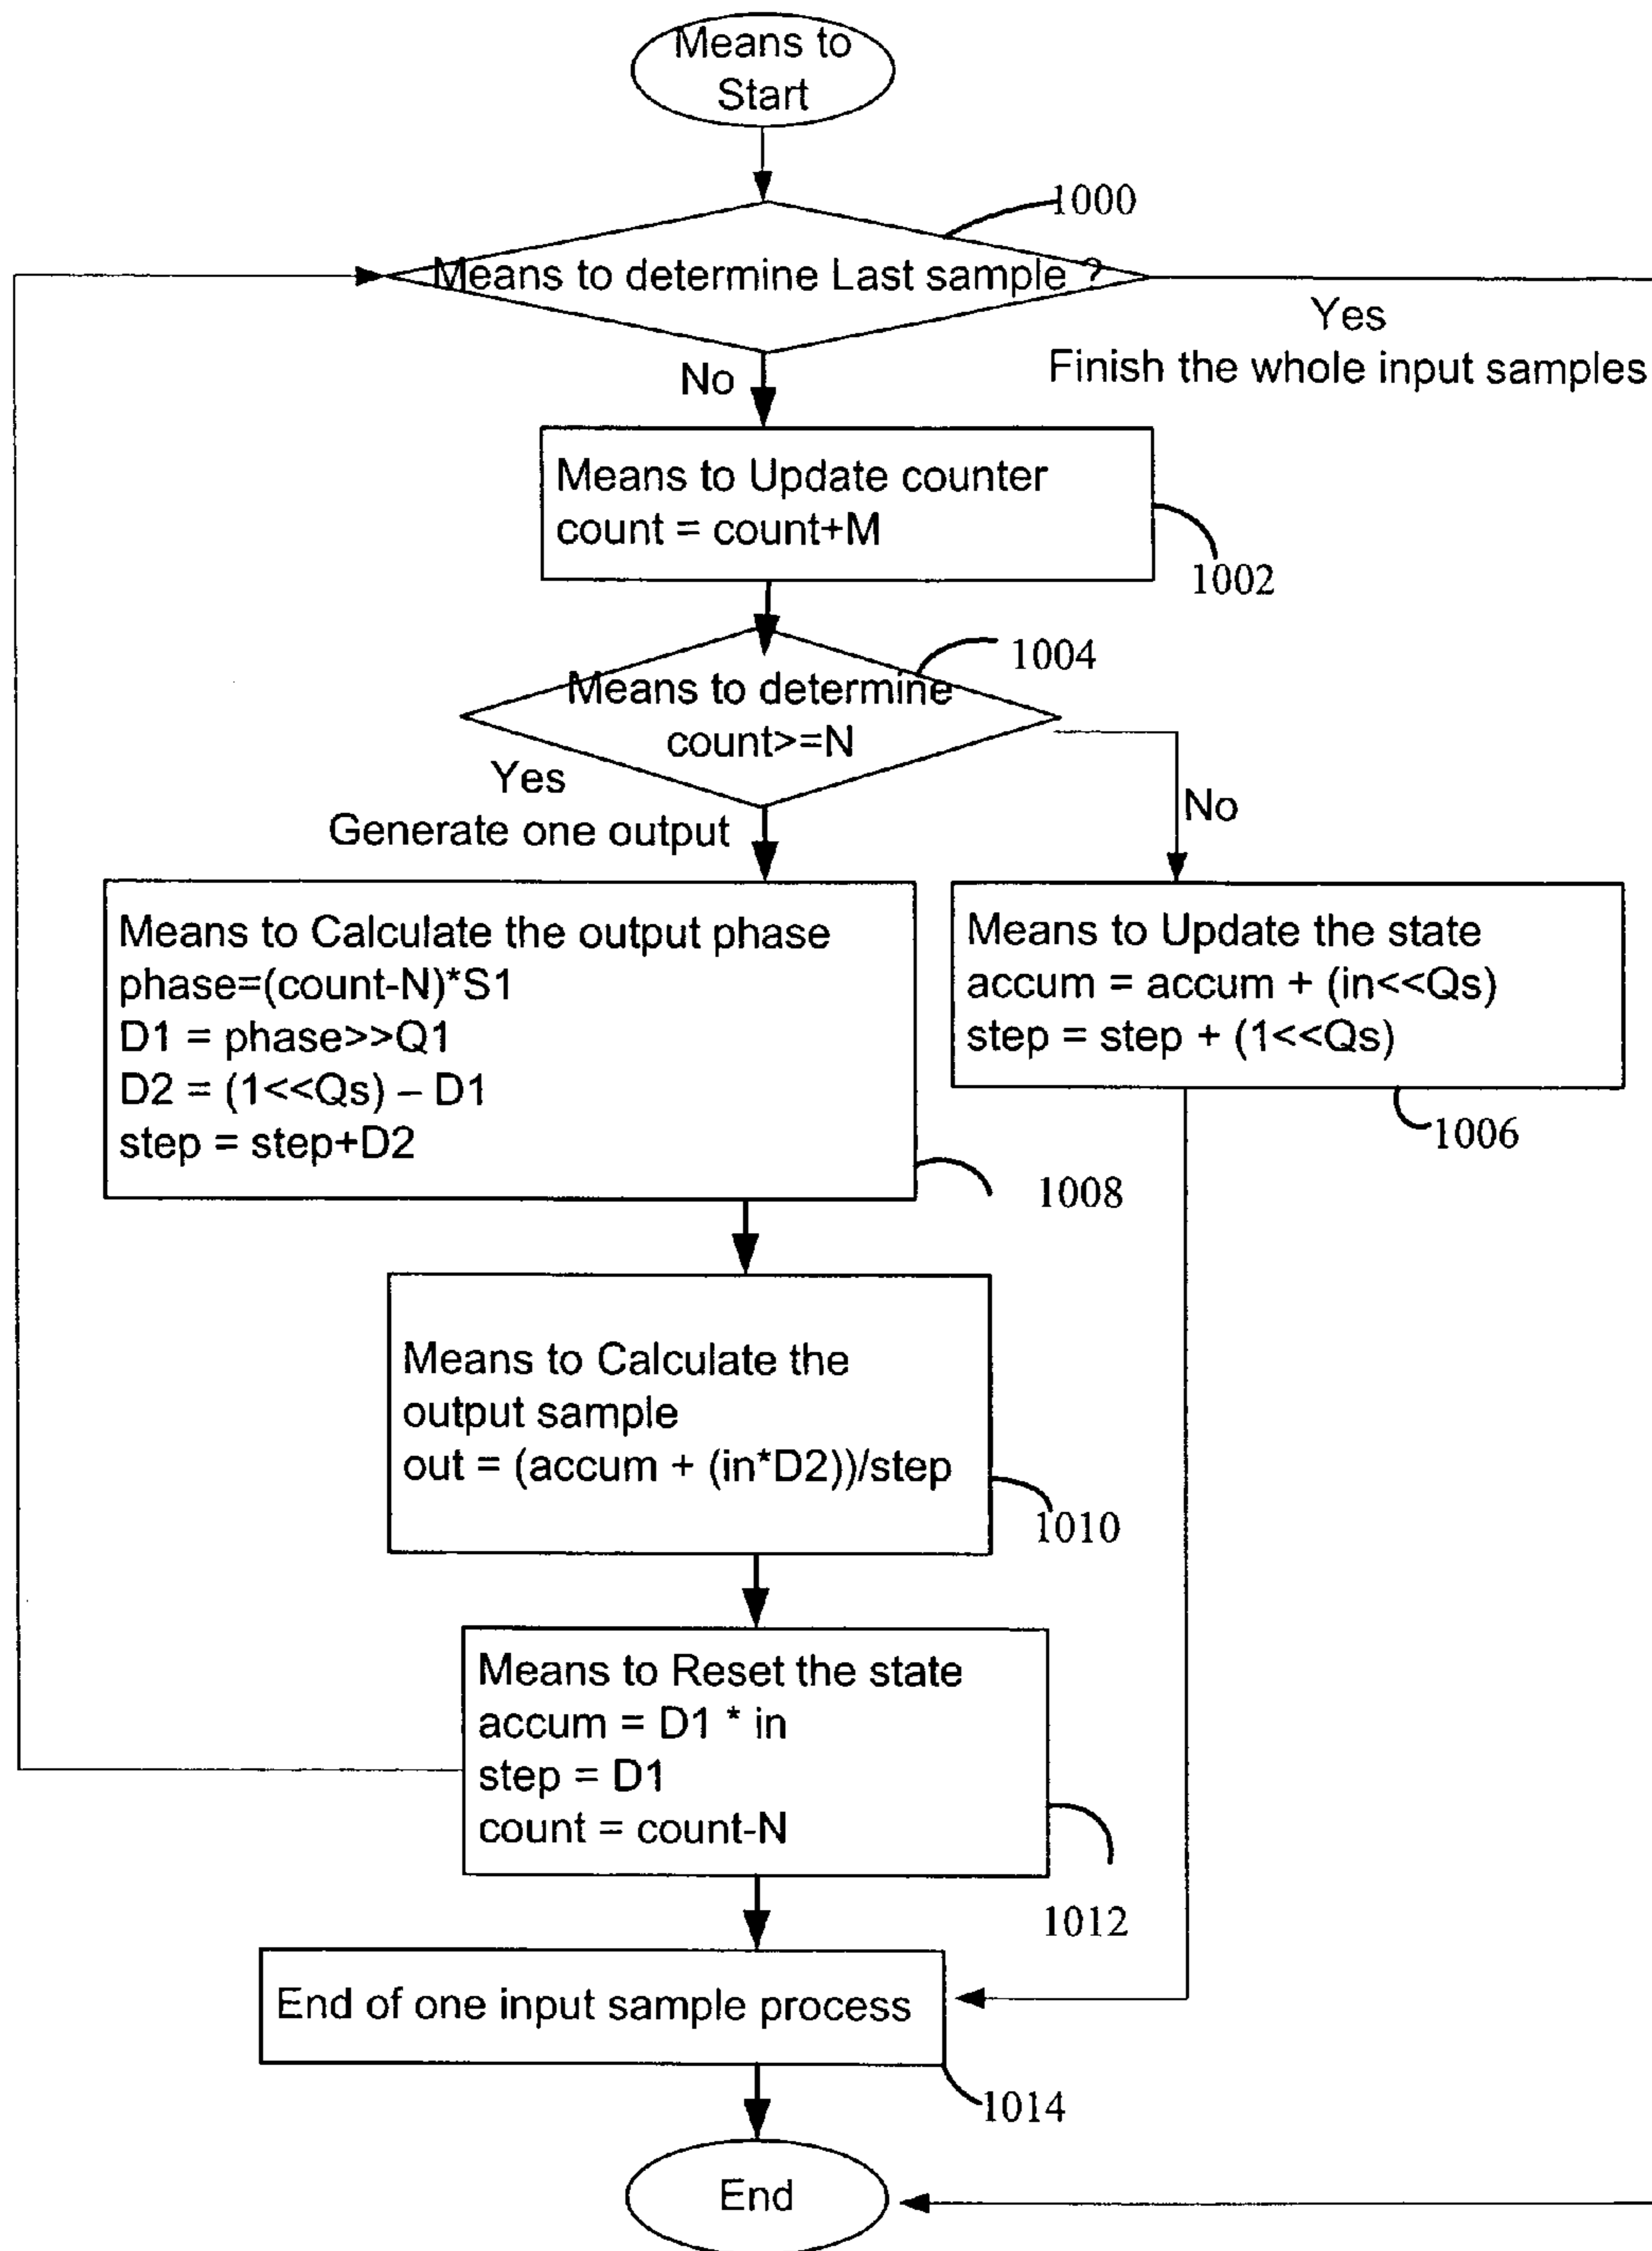 Means to
Start
1000
Means to determine Last sample ?
Yes
Finish the whole input samples
No
Means to Update counter
count = count+M
1002
1004
Means to determine
count>=N
Yes
Generate one output
No
Means to Calculate the output phase
phase=(count-N)*S1
D1 = phase>>Q1
D2 = (1<<Qs) – D1
step = step+D2
1008
Means to Update the state
accum = accum + (in<<Qs)
step = step + (1<<Qs)
1006
Means to Calculate the
output sample
out = (accum + (in*D2))/step
1010
Means to Reset the state
accum = D1 * in
step = D1
count = count-N
1012
End of one input sample process
1014
End